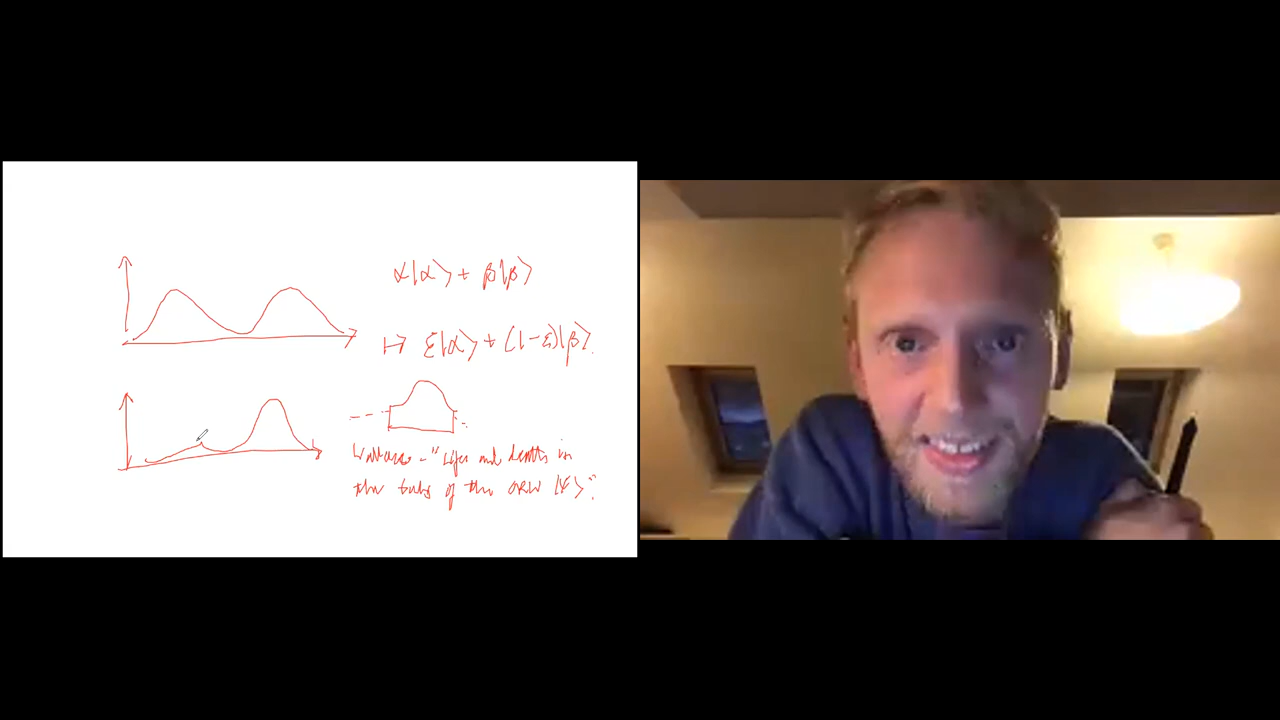 α|α⟩ + β|β⟩
↦ ε|α⟩ + (1-ε)|β⟩.
Wallace - "Life and death in
the tails of the GRW |Ψ⟩".